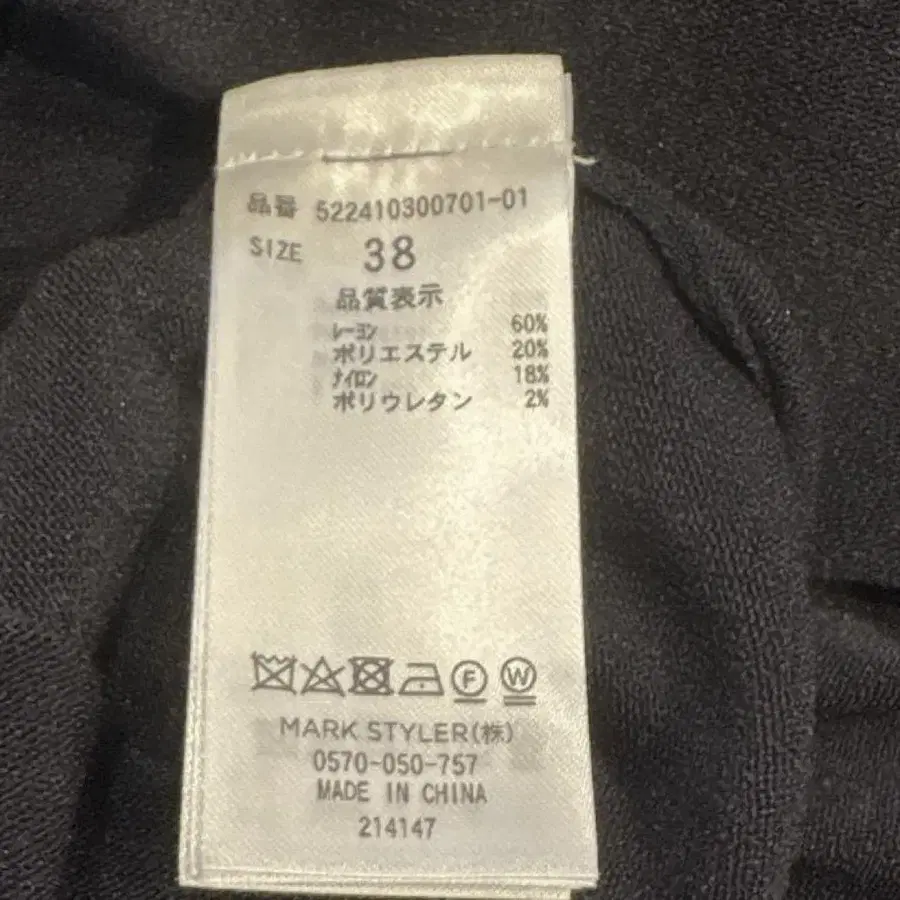 品番 522410300701-01
SIZE 38
品質表示
ﾚｰﾖﾝ 60%
ポリエステル 20%
ﾅｲﾛﾝ 18%
ポリウレタン 2%
F W
MARK STYLER(株)
0570-050-757
MADE IN CHINA
214147